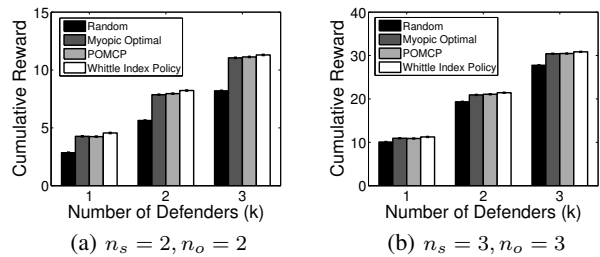 Cumulative Reward
15
10
5
0
Random
Myopic Optimal
POMCP
Whittle Index Policy
1 2 3
Number of Defenders (k)
(a) n_s = 2, n_o = 2
Cumulative Reward
40
30
20
10
0
Random
Myopic Optimal
POMCP
Whittle Index Policy
1 2 3
Number of Defenders (k)
(b) n_s = 3, n_o = 3